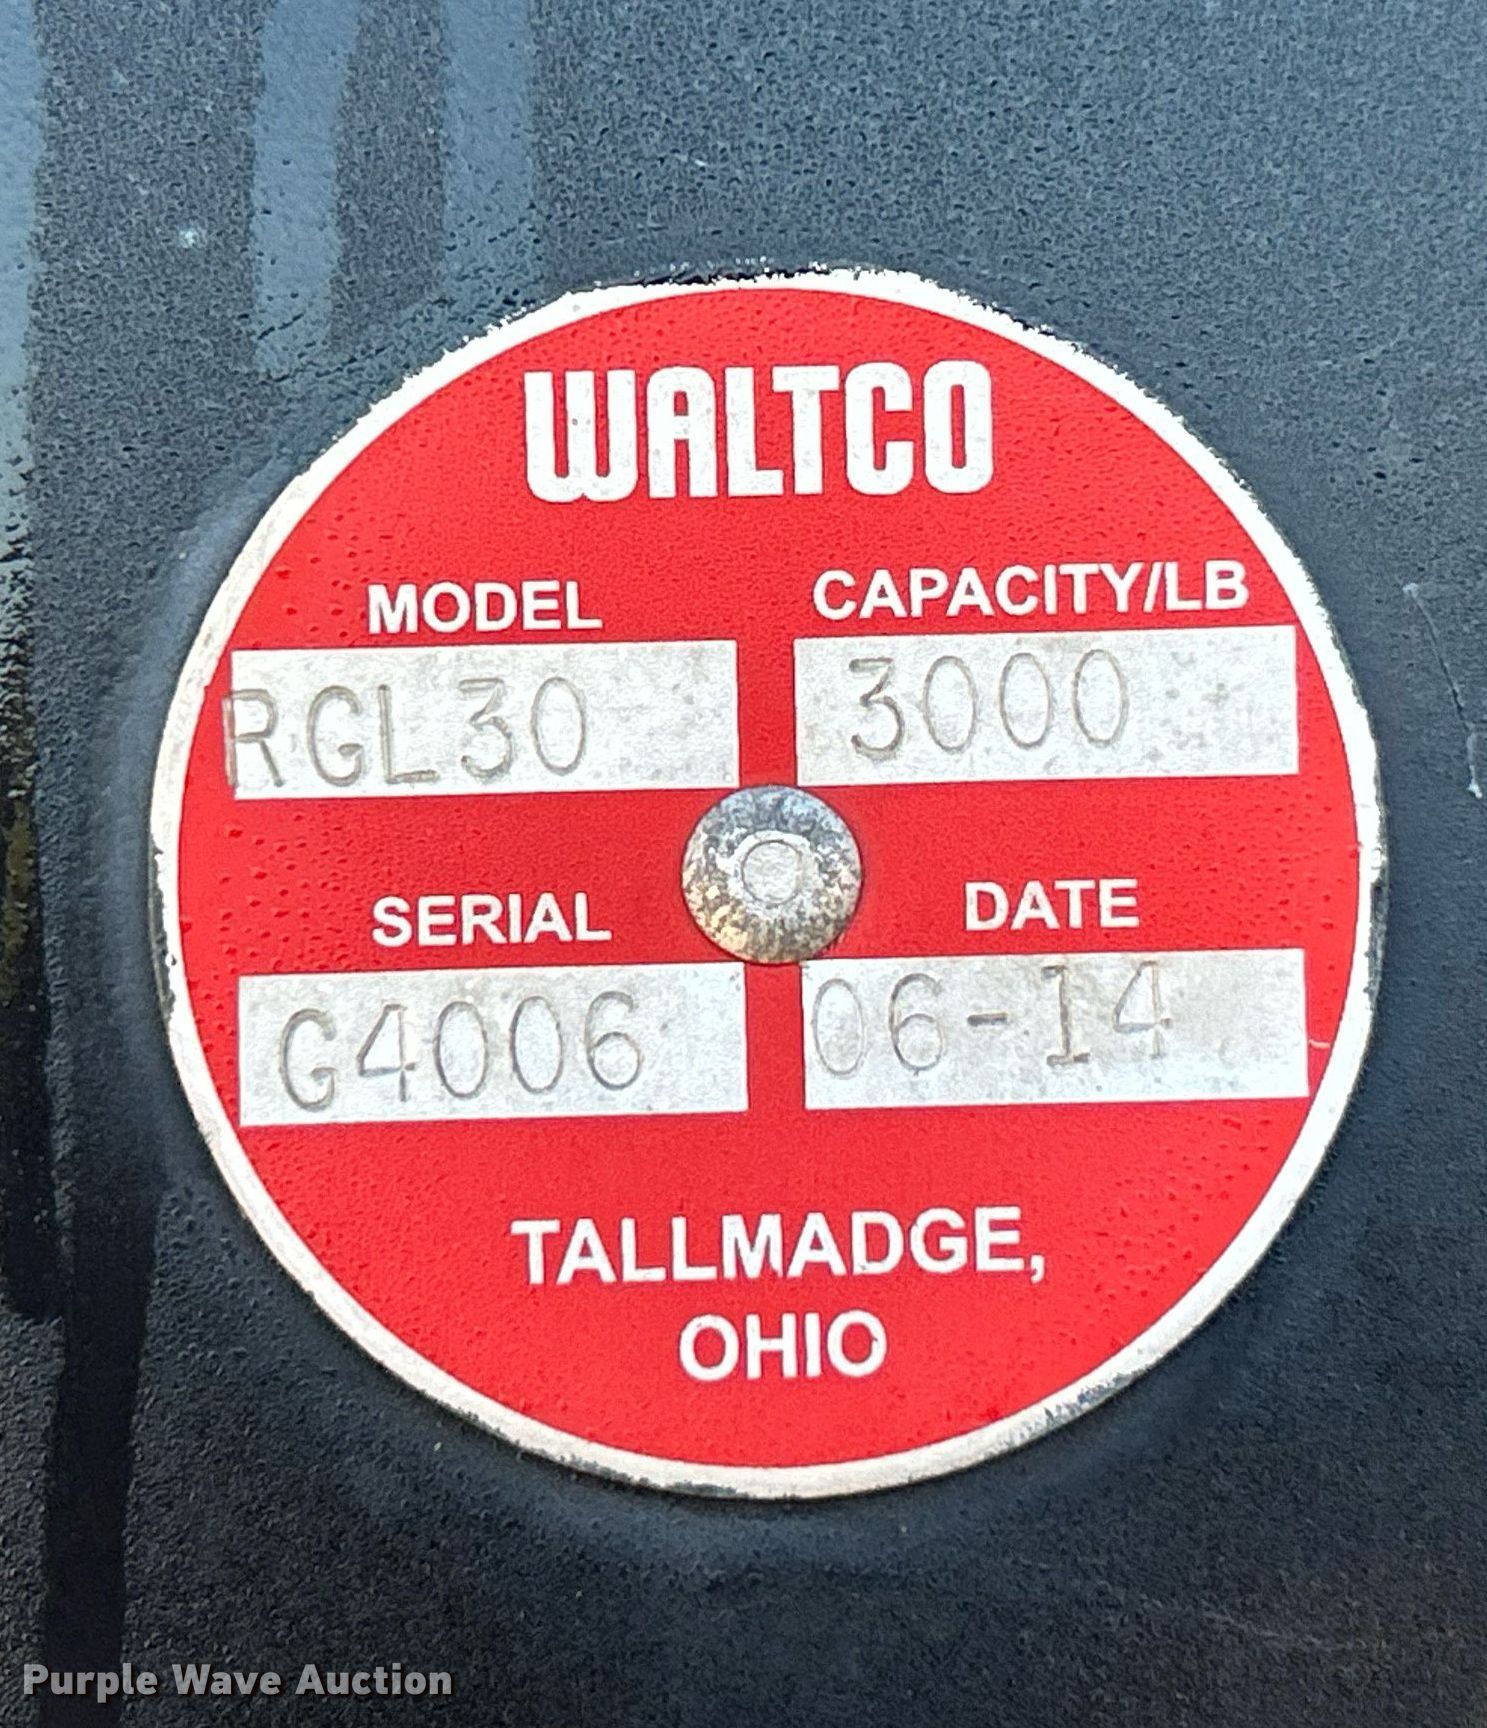 WALTCO
MODEL CAPACITY/LB
RGL30 3000
SERIAL DATE
G4006 06-14
TALLMADGE,
OHIO
Purple Wave Auction